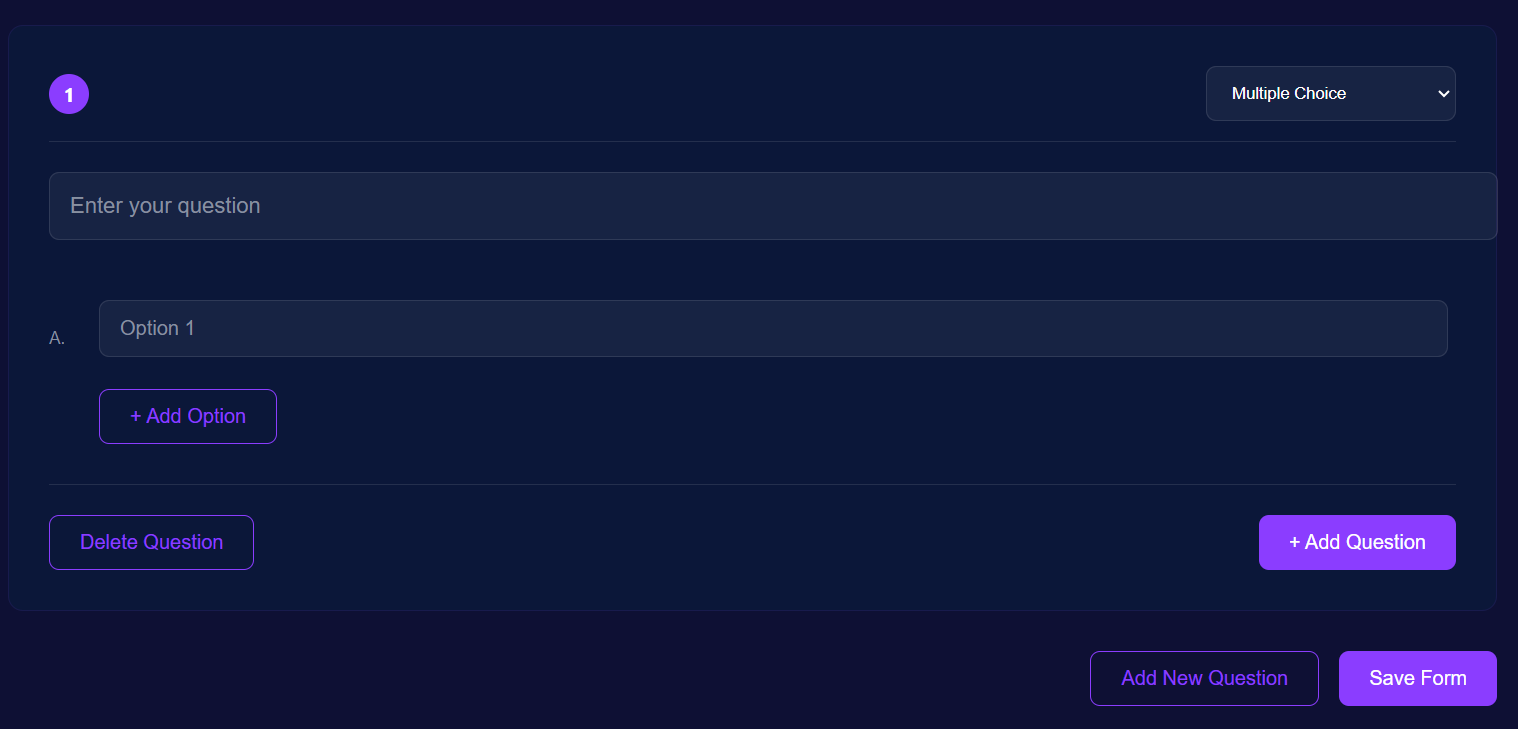 1
Multiple Choice
Enter your question
A.
Option 1
+ Add Option
Delete Question
+ Add Question
Add New Question
Save Form